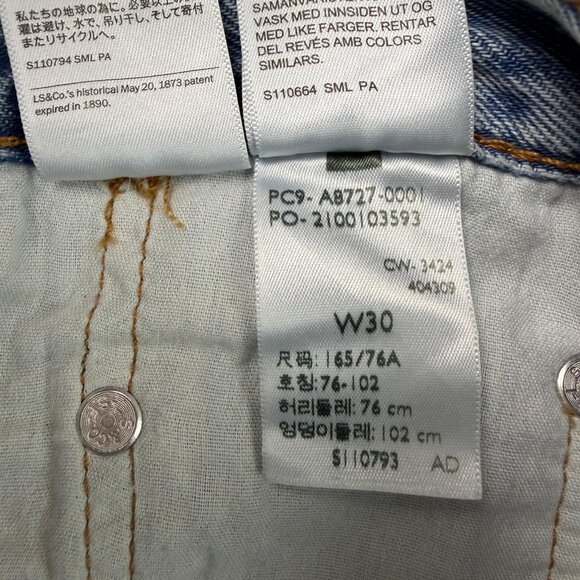 私たちの地球の為に。必要以上の洗
濯は避け、水で、吊り干し、そして寄付
またリサイクルへ。
S110794 SML PA
LS&Co.'s historical May 20, 1873 patent
expired in 1890.
VASK MED INNSIDEN UT OG
MED LIKE FARGER. RENTAR
DEL REVÉS AMB COLORS
SIMILARS.
S110664 SML PA
PC9- A8727-0001
PO- 2100103593
CW- 3424
404309
W30
尺码:165/76A
호칭:76-102
허리둘레: 76 cm
엉덩이둘레: 102 cm
S110793 AD